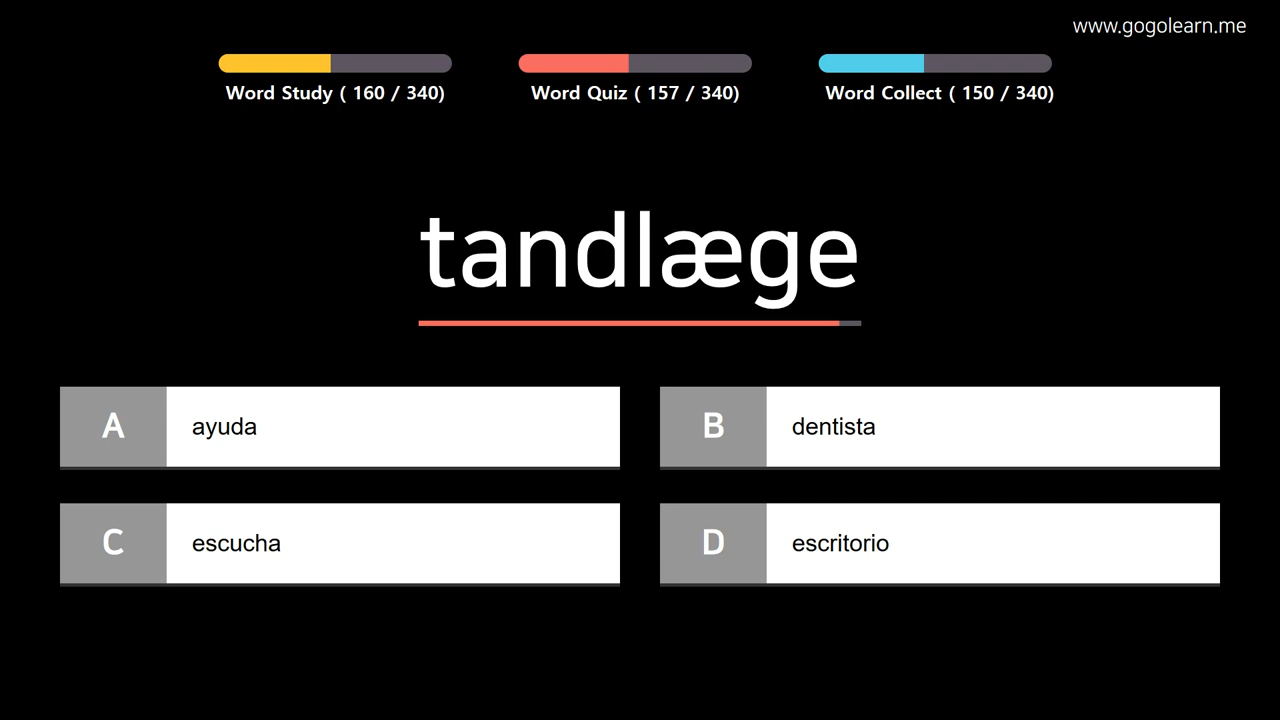 www.gogolearn.me
Word Study ( 160 / 340)
Word Quiz ( 157 / 340)
Word Collect ( 150 / 340)
tandlæge
A
ayuda
B
dentista
C
escucha
D
escritorio